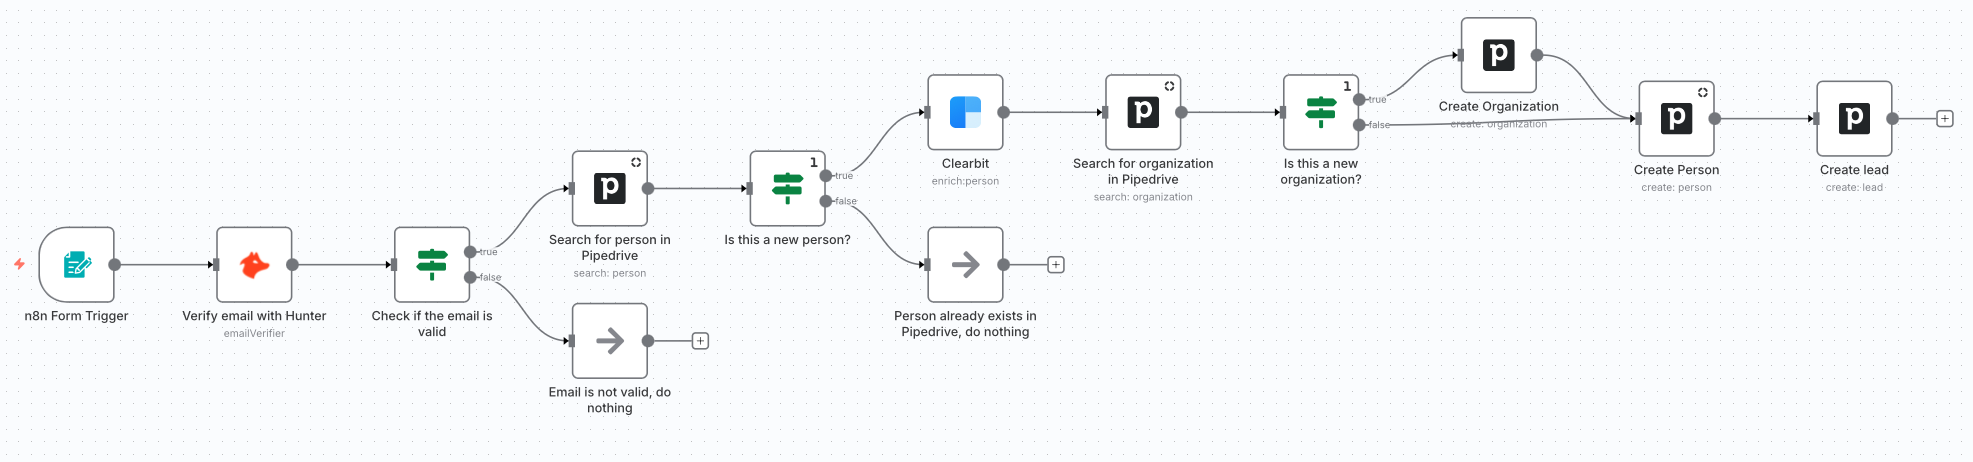 n8n Form Trigger
Verify email with Hunter
emailVerifier
Check if the email is
valid
true
false
Search for person in
Pipedrive
search: person
Email is not valid, do
nothing
1
Is this a new person?
true
false
Clearbit
enrich:person
Person already exists in
Pipedrive, do nothing
Search for organization
in Pipedrive
search: organization
1
Is this a new
organization?
true
false
p
Create Organization
create: organization
p
Create Person
create: person
p
Create lead
create: lead
p
p